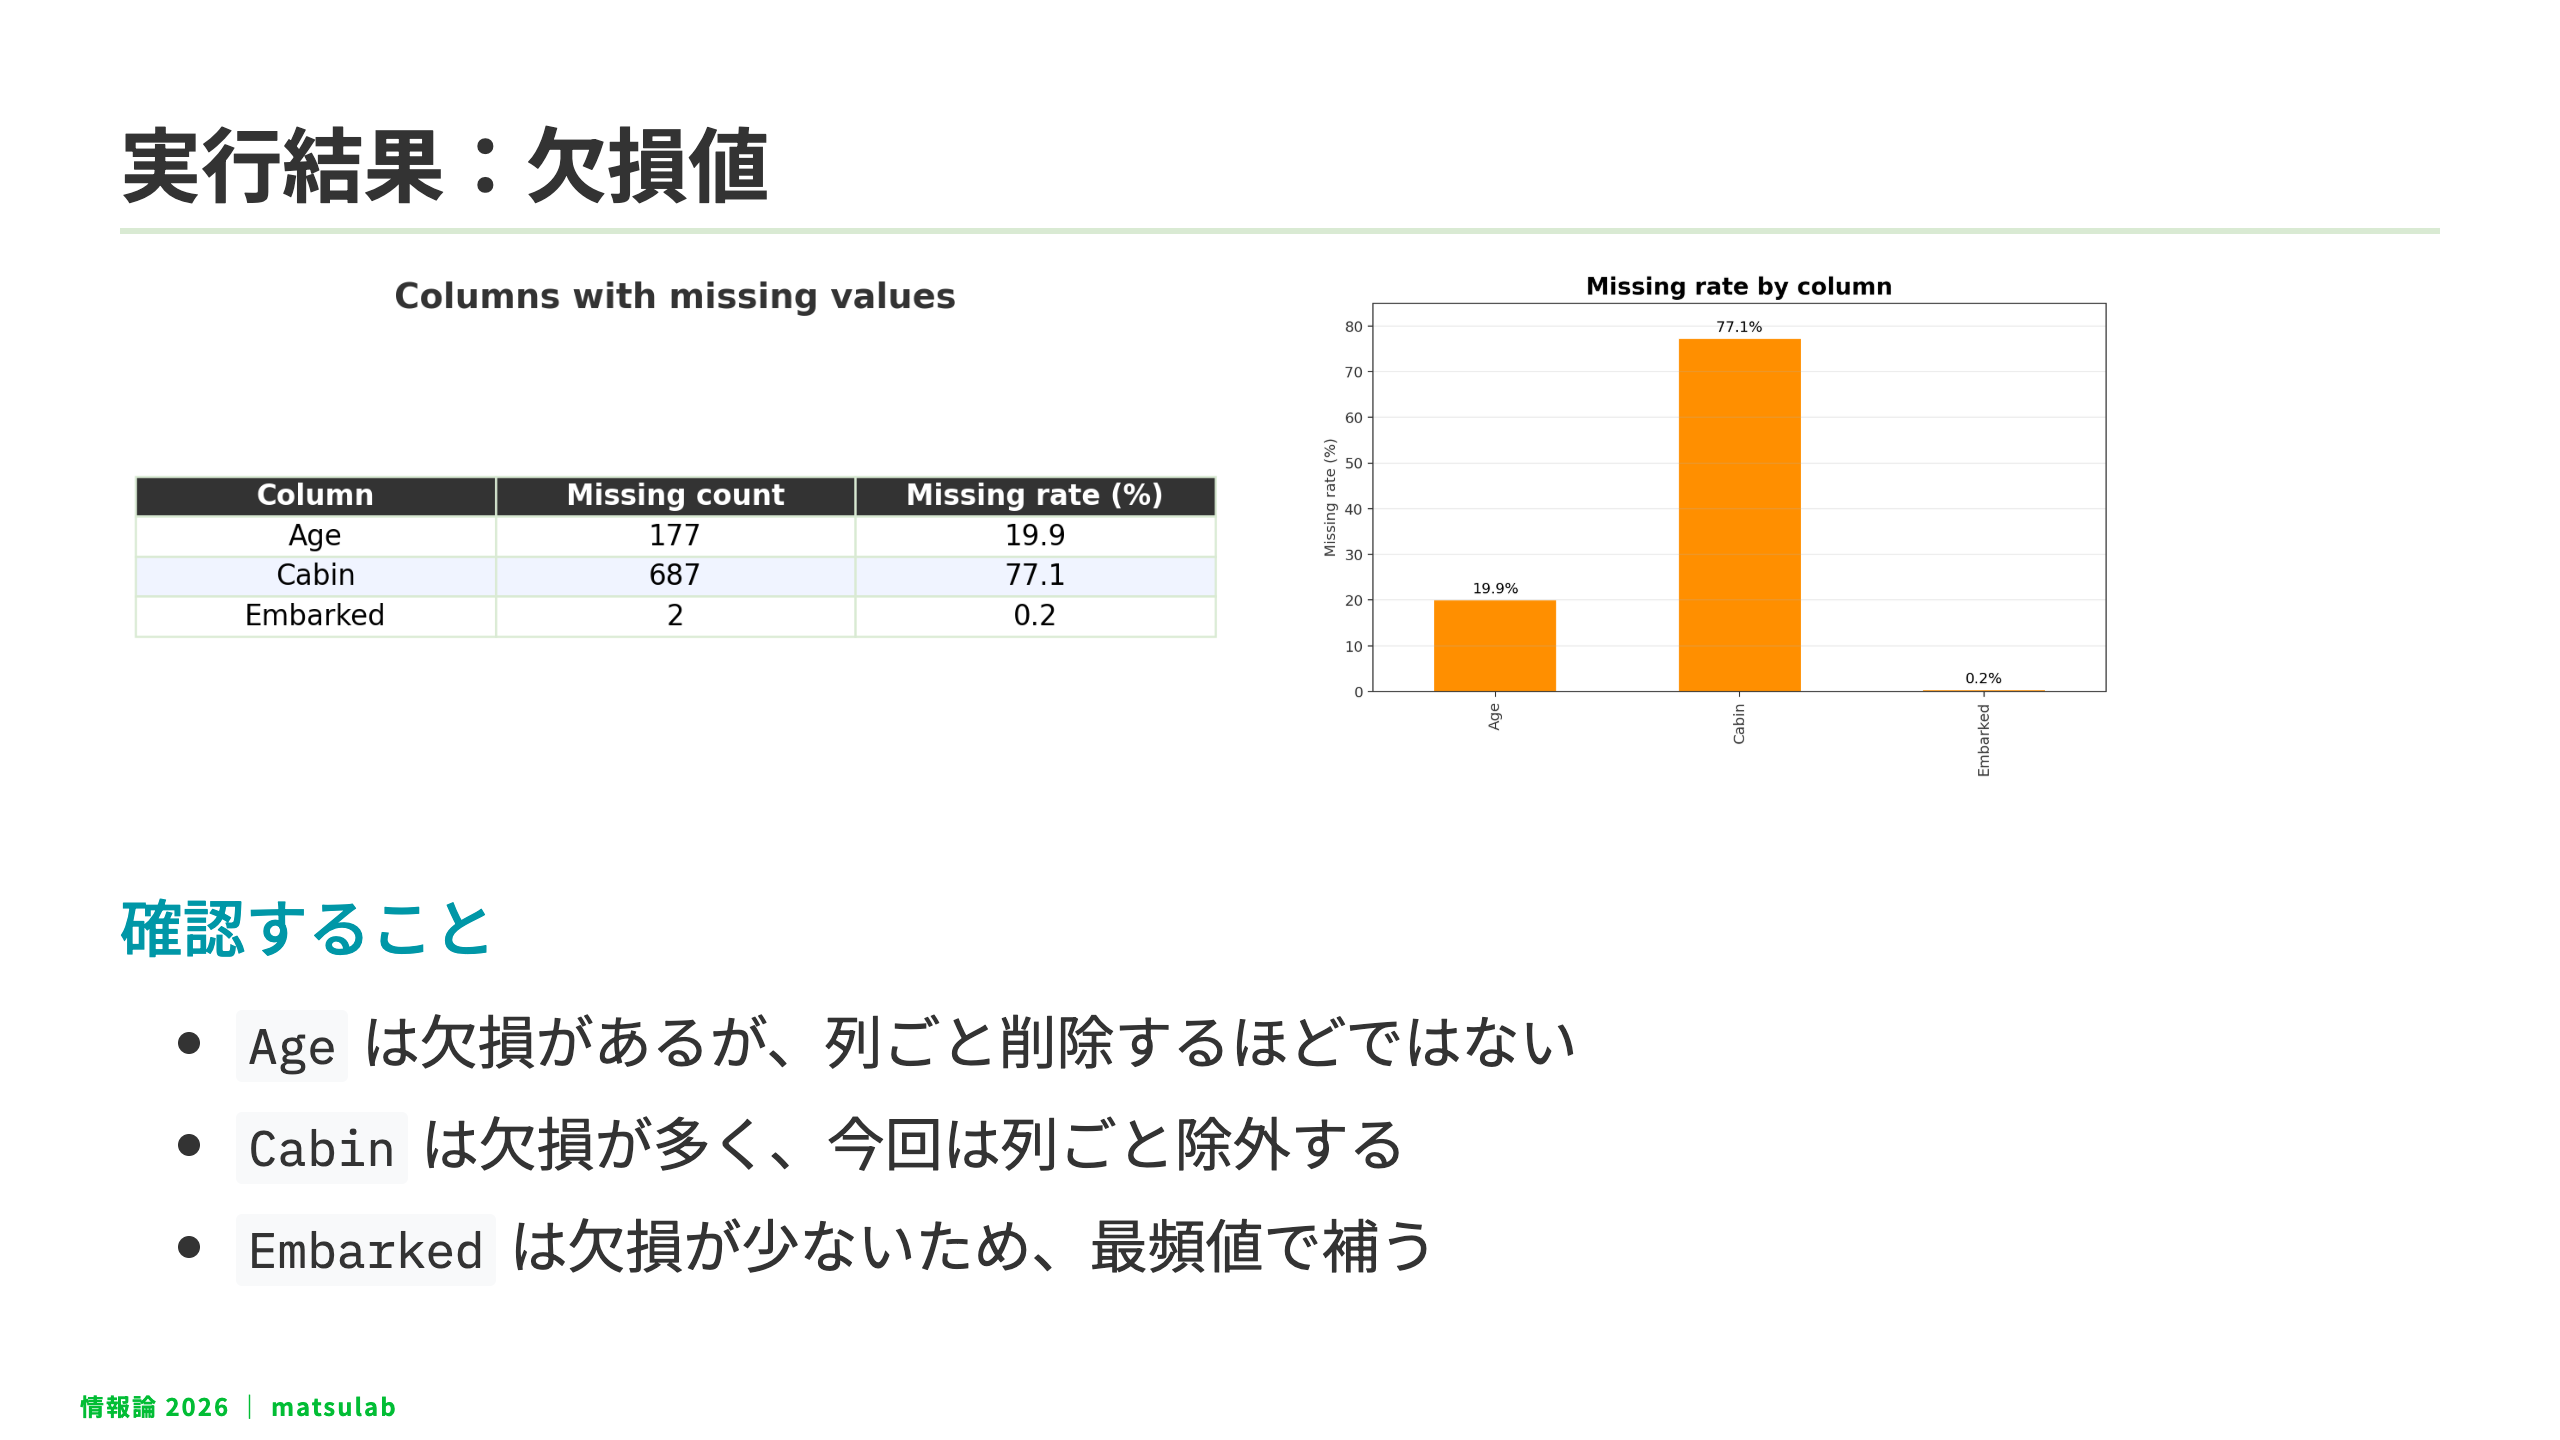 実行結果：欠損値
Columns with missing values
Column Missing count Missing rate (%)
Age 177 19.9
Cabin 687 77.1
Embarked 2 0.2
Missing rate by column
Missing rate (%)
80
70
60
50
40
30
20
10
0
19.9%
77.1%
0.2%
Age
Cabin
Embarked
確認すること
• Age は欠損があるが、列ごと削除するほどではない
• Cabin は欠損が多く、今回は列ごと除外する
• Embarked は欠損が少ないため、最頻値で補う
情報論 2026 ｜ matsulab